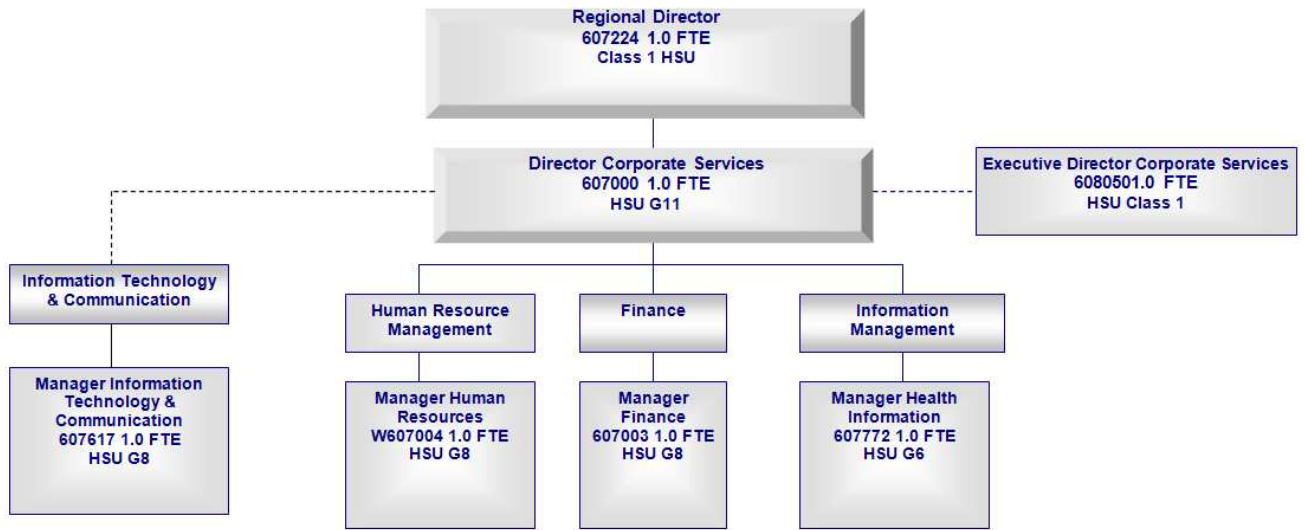 Regional Director
607224 1.0 FTE
Class 1 HSU
Director Corporate Services
607000 1.0 FTE
HSU G11
Executive Director Corporate Services
6080501.0 FTE
HSU Class 1
Information Technology
& Communication
Human Resource
Management
Finance
Information
Management
Manager Information
Technology &
Communication
607617 1.0 FTE
HSU G8
Manager Human
Resources
W607004 1.0 FTE
HSU G8
Manager
Finance
607003 1.0 FTE
HSU G8
Manager Health
Information
607772 1.0 FTE
HSU G6